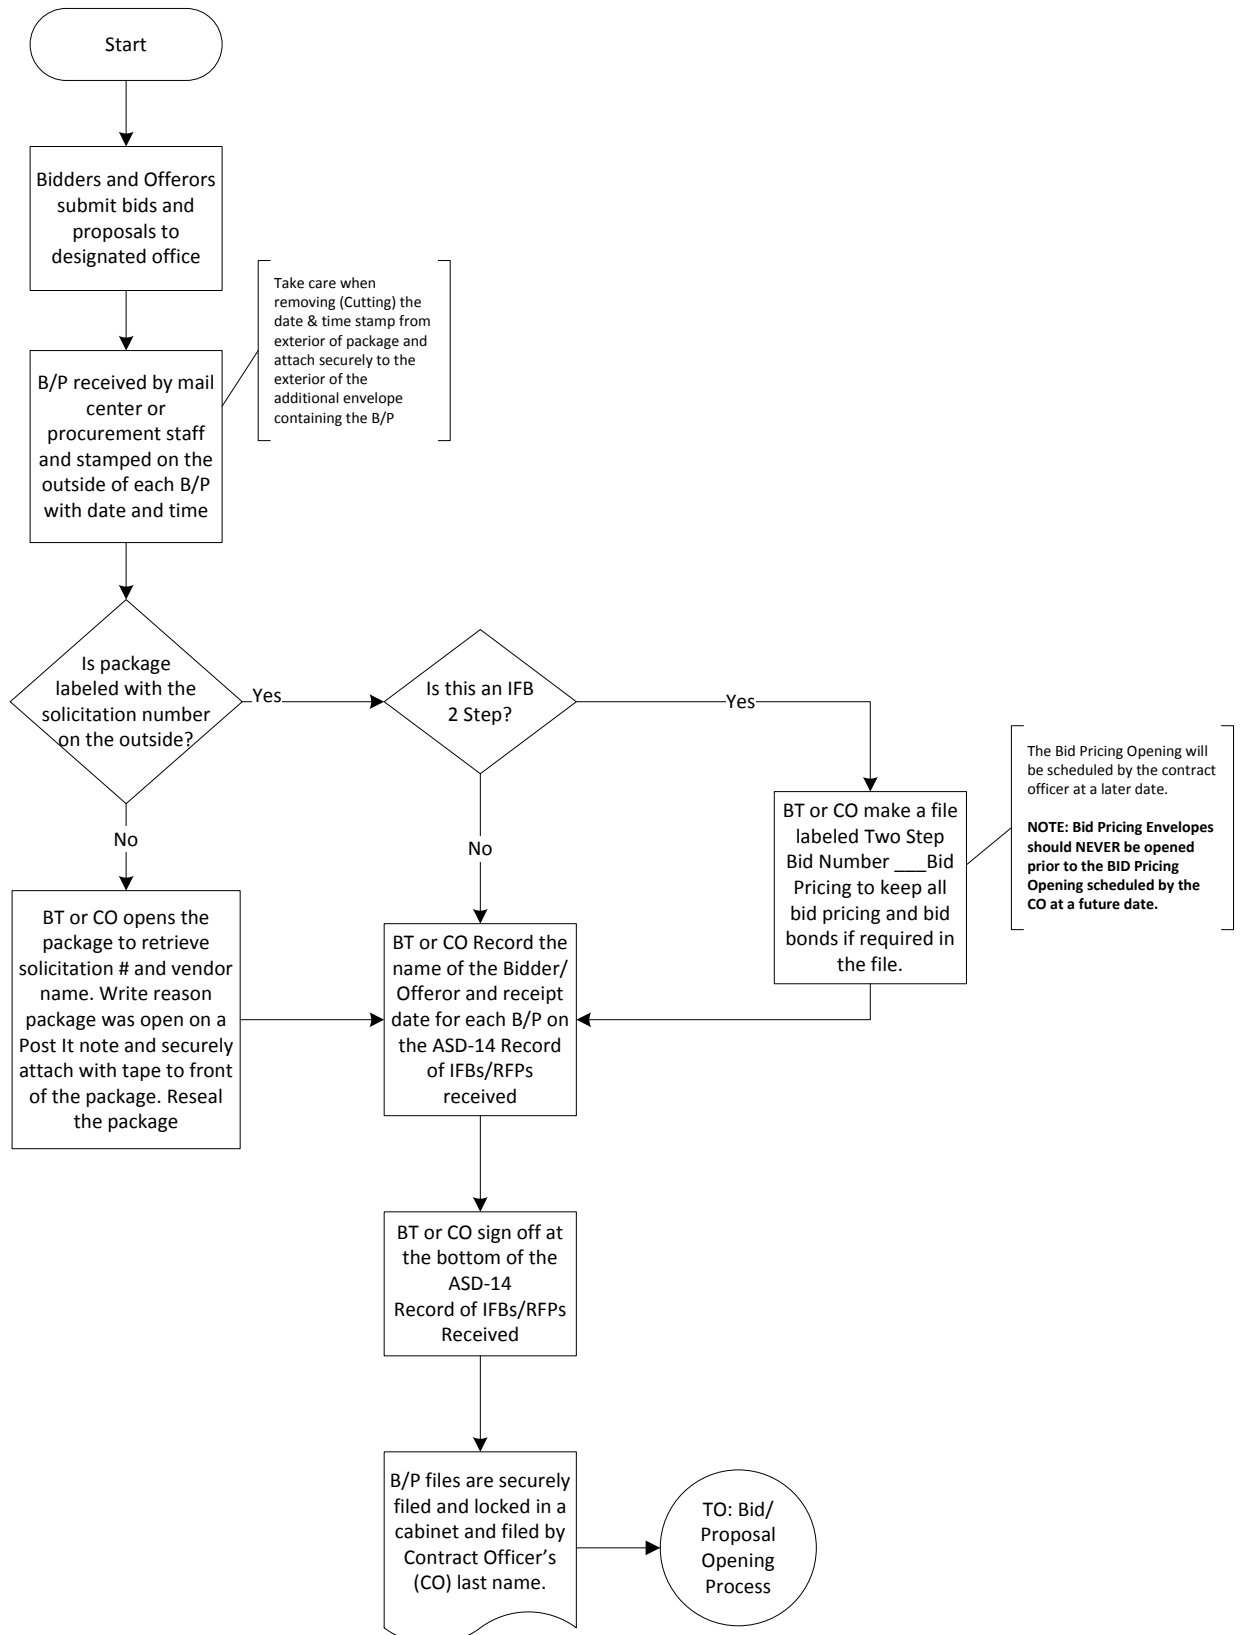 Start
Bidders and Offerors
submit bids and
proposals to
designated office
Take care when
removing (Cutting) the
date & time stamp from
exterior of package and
attach securely to the
exterior of the
additional envelope
containing the B/P
B/P received by mail
center or
procurement staff
and stamped on the
outside of each B/P
with date and time
Is package
labeled with the
solicitation number
on the outside?
Yes
Is this an IFB
2 Step?
Yes
No
No
The Bid Pricing Opening will
be scheduled by the contract
officer at a later date.
NOTE: Bid Pricing Envelopes
should NEVER be opened
prior to the BID Pricing
Opening scheduled by the
CO at a future date.
BT or CO make a file
labeled Two Step
Bid Number ___Bid
Pricing to keep all
bid pricing and bid
bonds if required in
the file.
BT or CO opens the
package to retrieve
solicitation # and vendor
name. Write reason
package was open on a
Post It note and securely
attach with tape to front
of the package. Reseal
the package
BT or CO Record the
name of the Bidder/
Offeror and receipt
date for each B/P on
the ASD-14 Record
of IFBs/RFPs
received
BT or CO sign off at
the bottom of the
ASD-14
Record of IFBs/RFPs
Received
B/P files are securely
filed and locked in a
cabinet and filed by
Contract Officer’s
(CO) last name.
TO: Bid/
Proposal
Opening
Process